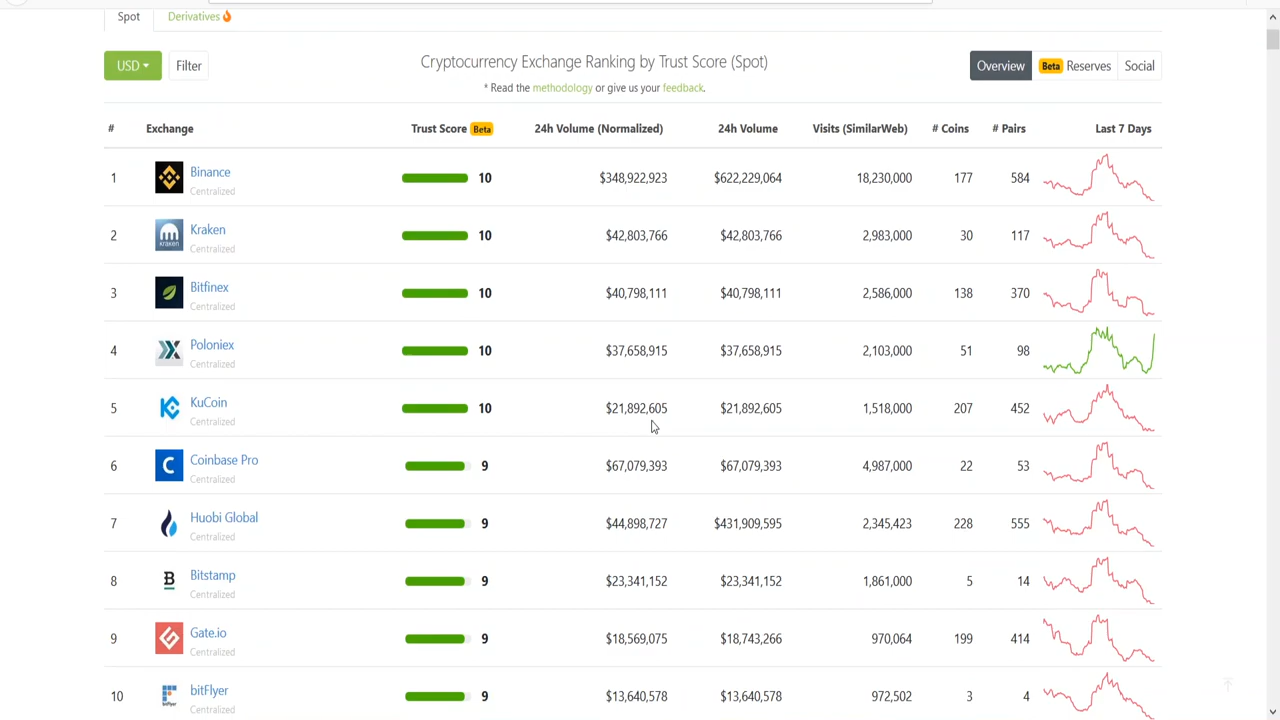 Spot Derivatives
USD Filter Cryptocurrency Exchange Ranking by Trust Score (Spot) Overview Beta Reserves Social
* Read the methodology or give us your feedback.
# Exchange Trust Score Beta 24h Volume (Normalized) 24h Volume Visits (SimilarWeb) # Coins # Pairs Last 7 Days
1 Binance 10 $348,922,923 $622,229,064 18,230,000 177 584
Centralized
2 Kraken 10 $42,803,766 $42,803,766 2,983,000 30 117
Centralized
3 Bitfinex 10 $40,798,111 $40,798,111 2,586,000 138 370
Centralized
4 Poloniex 10 $37,658,915 $37,658,915 2,103,000 51 98
Centralized
5 KuCoin 10 $21,892,605 $21,892,605 1,518,000 207 452
Centralized
6 Coinbase Pro 9 $67,079,393 $67,079,393 4,987,000 22 53
Centralized
7 Huobi Global 9 $44,898,727 $431,909,595 2,345,423 228 555
Centralized
8 Bitstamp 9 $23,341,152 $23,341,152 1,861,000 5 14
Centralized
9 Gate.io 9 $18,569,075 $18,743,266 970,064 199 414
Centralized
10 bitFlyer 9 $13,640,578 $13,640,578 972,502 3 4
Centralized